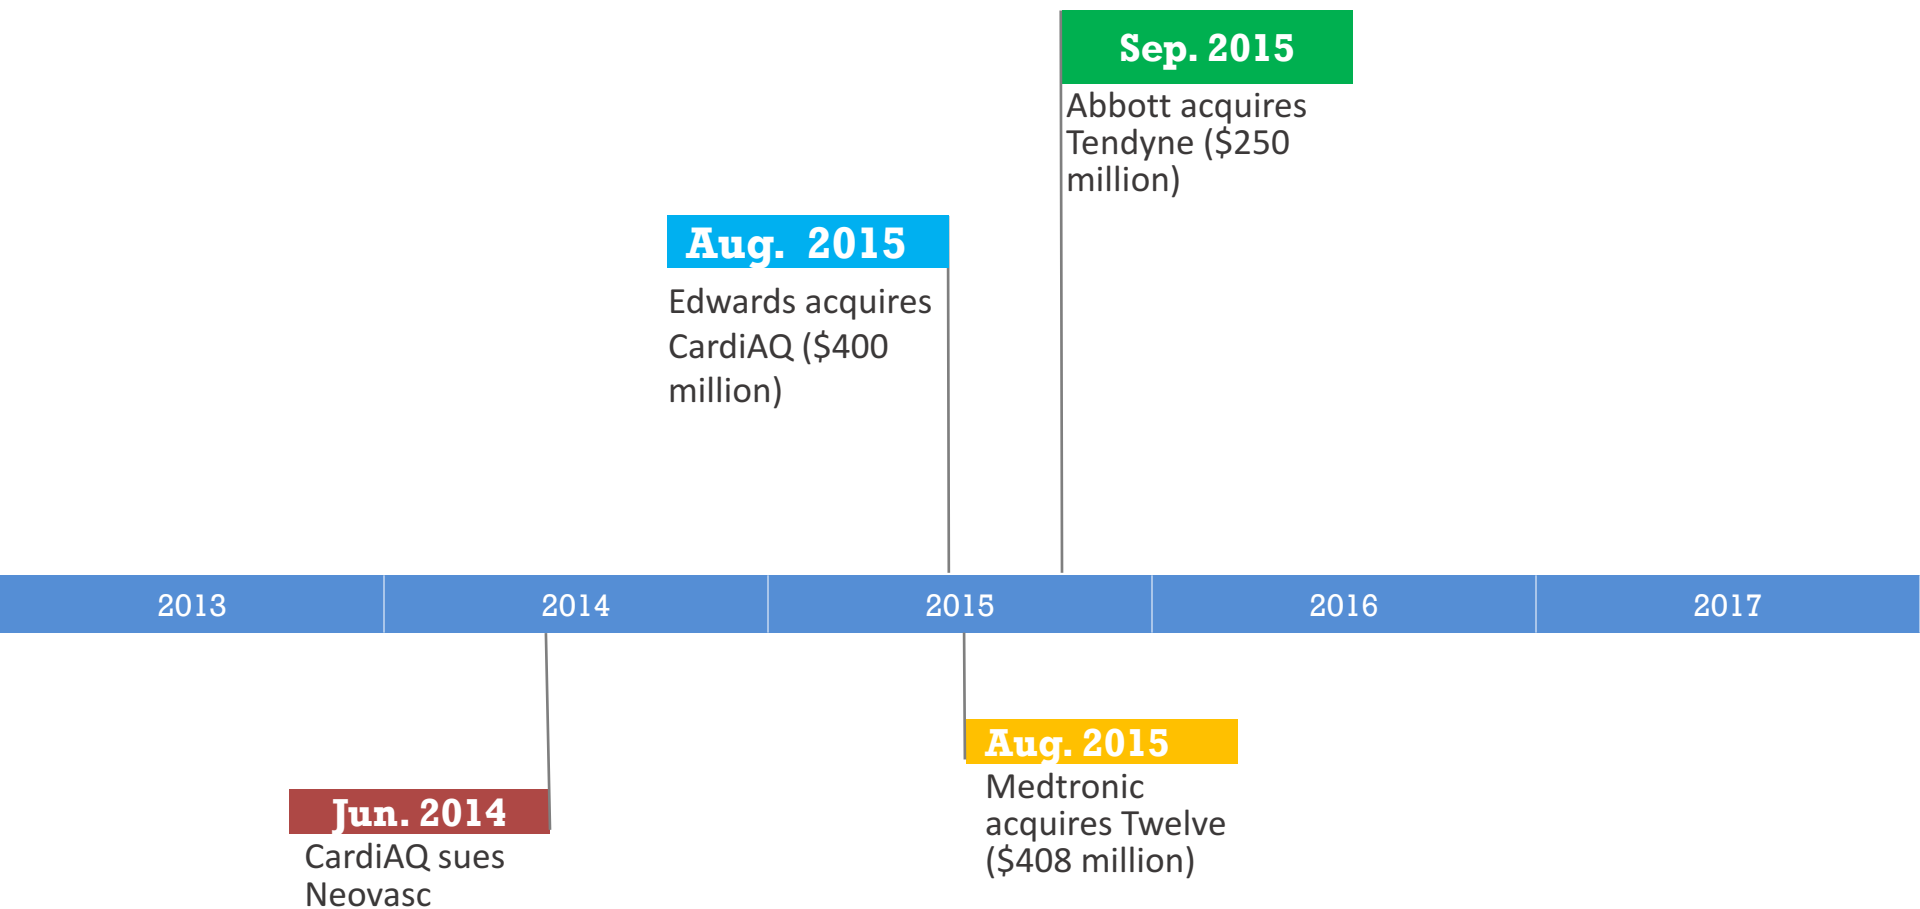 Sep. 2015
Abbott acquires
Tendyne ($250
million)
Aug. 2015
Edwards acquires
CardiAQ ($400
million)
2013
2014
2015
2016
2017
Aug. 2015
Medtronic
acquires Twelve
($408 million)
Jun. 2014
CardiAQ sues
Neovasc